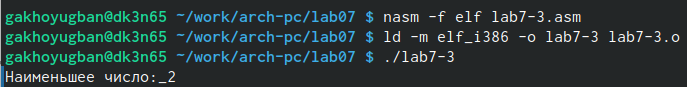 gakhoyugban@dk3n65 ~/work/arch-pc/lab07 $ nasm -f elf lab7-3.asm
gakhoyugban@dk3n65 ~/work/arch-pc/lab07 $ ld -m elf_i386 -o lab7-3 lab7-3.o
gakhoyugban@dk3n65 ~/work/arch-pc/lab07 $ ./lab7-3
Наименьшее число:_2